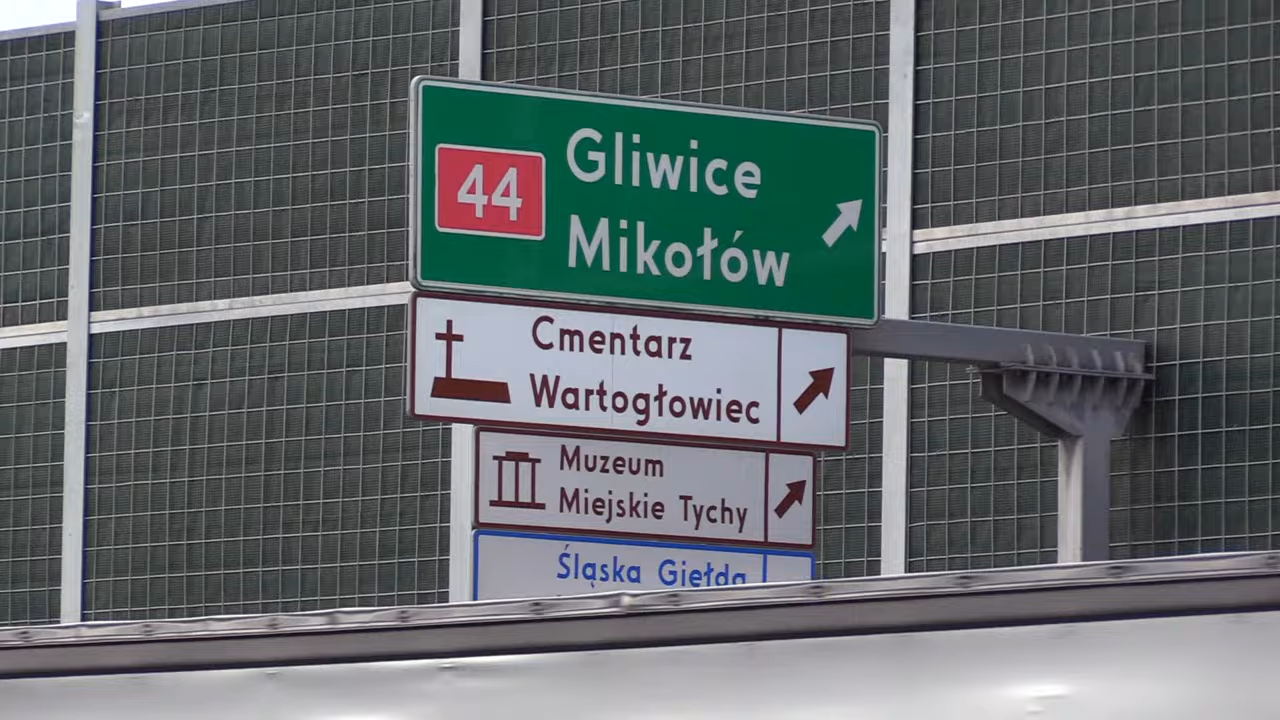 44
Gliwice
Mikołów
Cmentarz
Wartogłowiec
Muzeum
Miejskie Tychy
Śląska Giełda